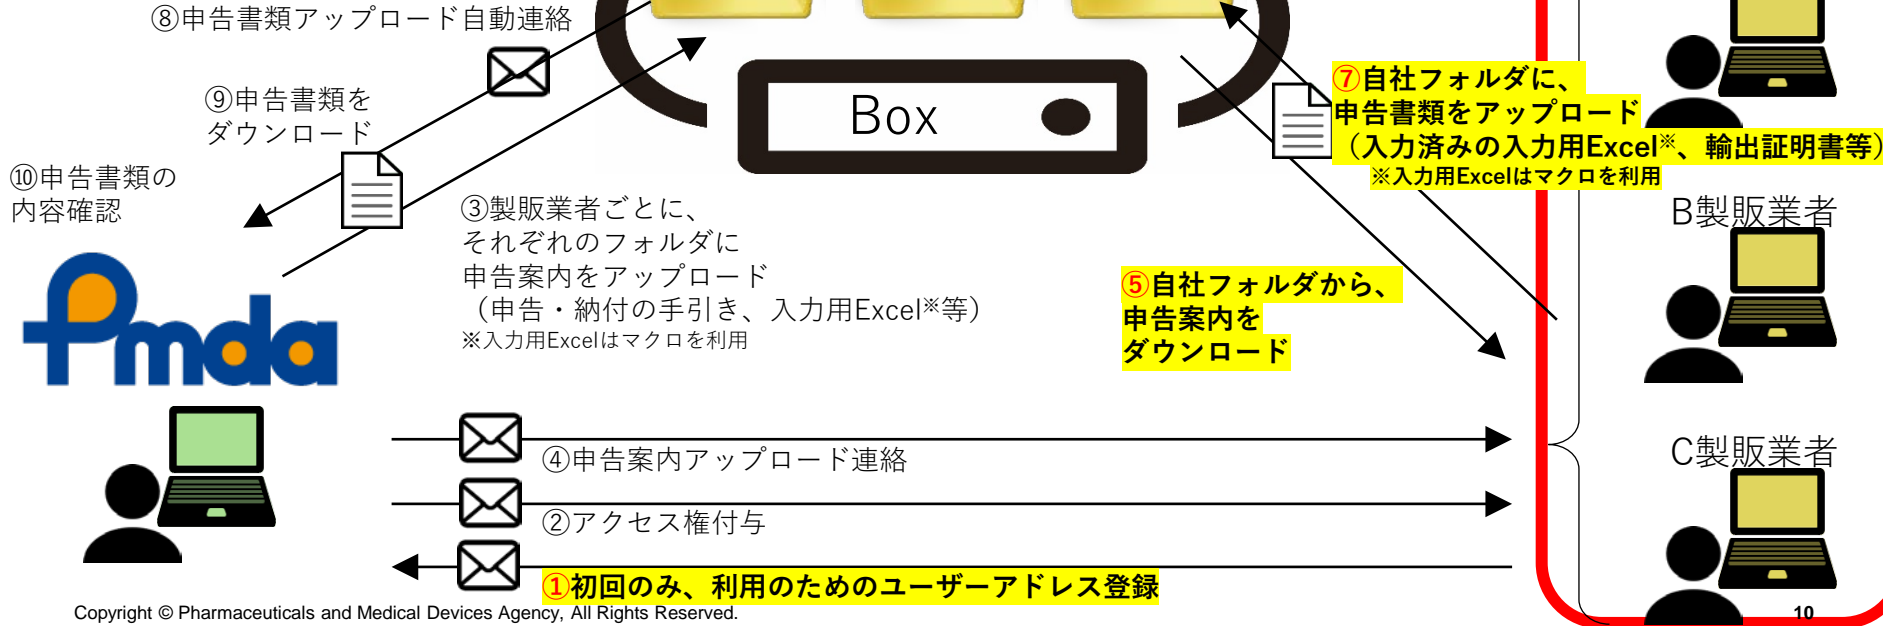 ⑧申告書類アップロード自動連絡
⑨申告書類を
ダウンロード
⑩申告書類の
内容確認
Box
⑦自社フォルダに、
申告書類をアップロード
（入力済みの入力用Excel※、輸出証明書等）
※入力用Excelはマクロを利用
B製販業者
③製販業者ごとに、
それぞれのフォルダに
申告案内をアップロード
（申告・納付の手引き、入力用Excel※等）
※入力用Excelはマクロを利用
⑤自社フォルダから、
申告案内を
ダウンロード
Pmda
④申告案内アップロード連絡
C製販業者
②アクセス権付与
①初回のみ、利用のためのユーザーアドレス登録
Copyright © Pharmaceuticals and Medical Devices Agency, All Rights Reserved.
10